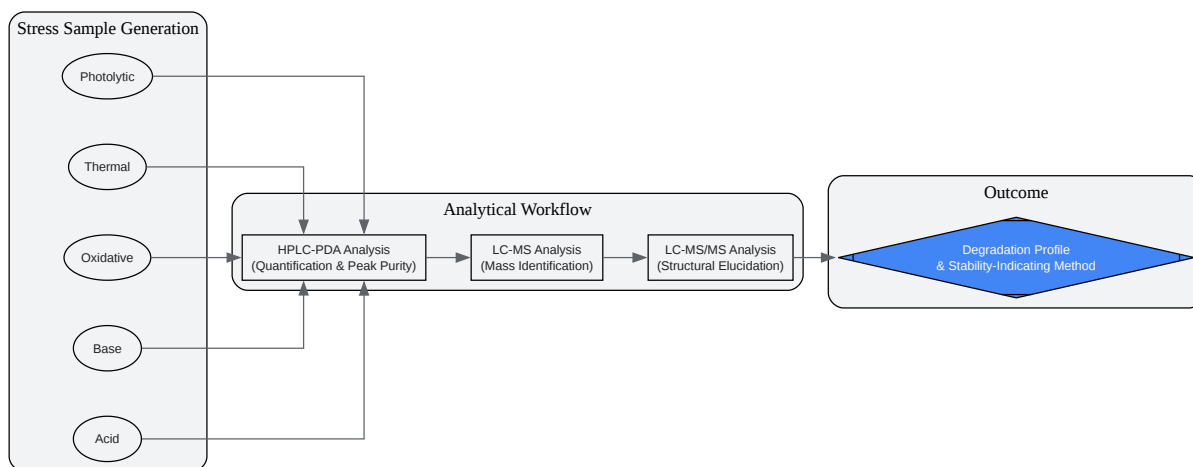 Stress Sample Generation
Photolytic
Thermal
Oxidative
Base
Acid
Analytical Workflow
HPLC-PDA Analysis
(Quantification & Peak Purity)
LC-MS Analysis
(Mass Identification)
LC-MS/MS Analysis
(Structural Elucidation)
Outcome
Degradation Profile
& Stability-Indicating Method